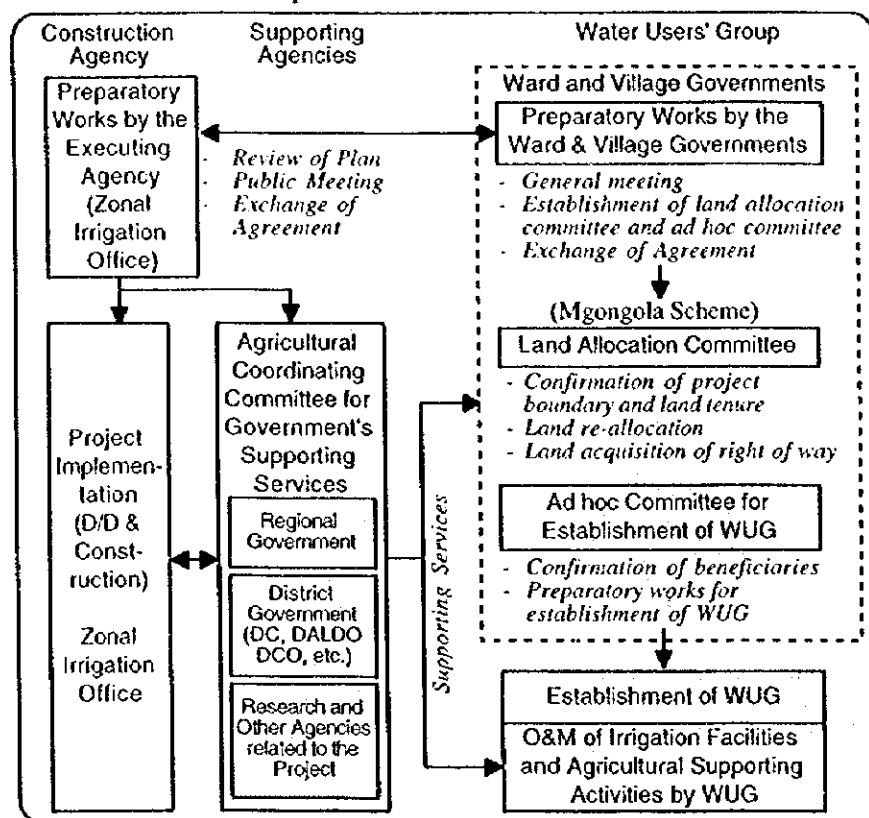 Construction
Agency
Supporting
Agencies
Water Users' Group
Preparatory
Works by the
Executing
Agency
(Zonal
Irrigation
Office)
- Review of Plan
- Public Meeting
- Exchange of
Agreement
Ward and Village Governments
Preparatory Works by the
Ward & Village Governments
- General meeting
- Establishment of land allocation
committee and ad hoc committee
- Exchange of Agreement
(Mgongola Scheme)
Land Allocation Committee
- Confirmation of project
boundary and land tenure
- Land re-allocation
- Land acquisition of right of way
Ad hoc Committee for
Establishment of WUG
- Confirmation of beneficiaries
- Preparatory works for
establishment of WUG
Project
Implemen-
tation
(D/D &
Const-
ruction)
Zonal
Irrigation
Office
Agricultural
Coordinating
Committee for
Government's
Supporting
Services
Regional
Government
District
Government
(DC, DALDO
DCO, etc.)
Research and
Other Agencies
related to the
Project
Supporting Services
Establishment of WUG
O&M of Irrigation Facilities
and Agricultural Supporting
Activities by WUG